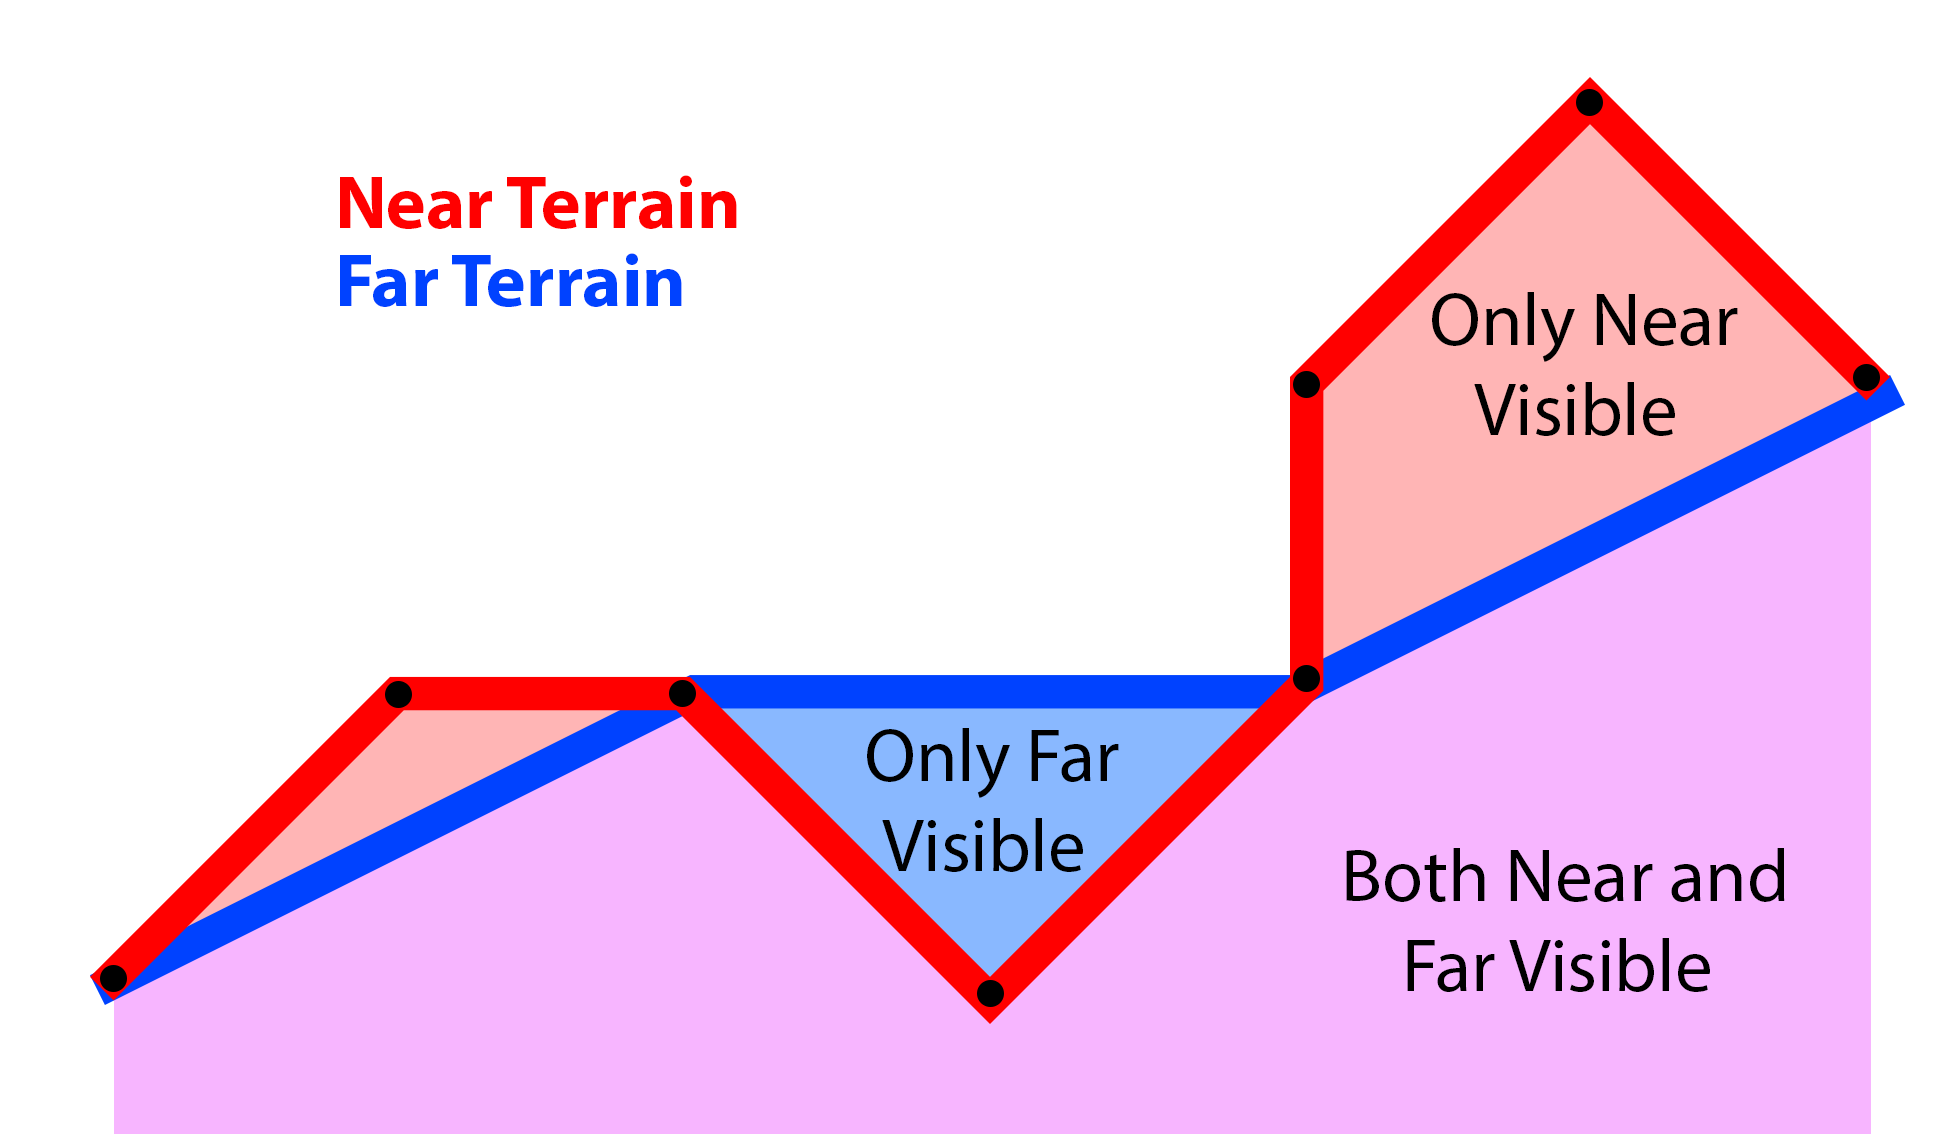 Near Terrain
Far Terrain
Only Near
Visible
Only Far
Visible
Both Near and
Far Visible